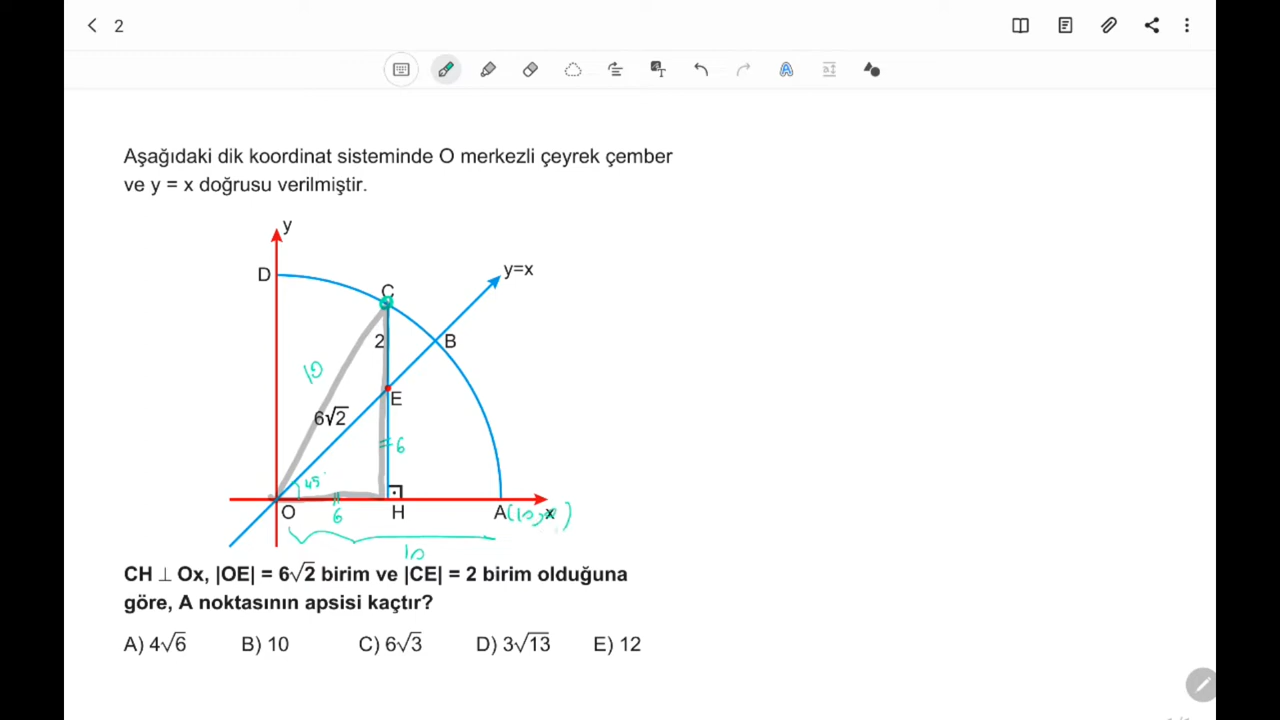 2
Aşağıdaki dik koordinat sisteminde O merkezli çeyrek çember
ve y = x doğrusu verilmiştir.
y
D
C
y=x
2
B
10
E
6√2
6
45°
O
6
H
A(10,
x
)
10
CH ⊥ Ox, |OE| = 6√2 birim ve |CE| = 2 birim olduğuna
göre, A noktasının apsisi kaçtır?
A) 4√6 B) 10 C) 6√3 D) 3√13 E) 12